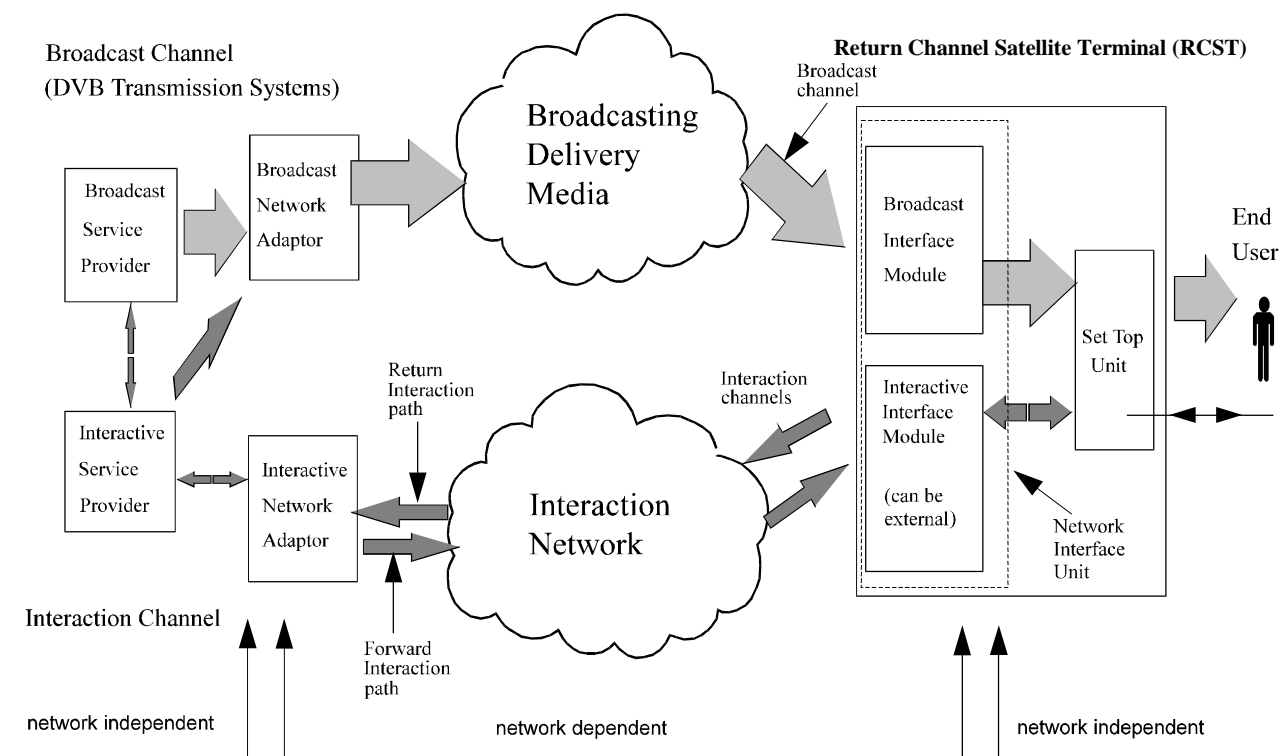 Broadcast Channel
(DVB Transmission Systems)
Return Channel Satellite Terminal (RCST)
Broadcast
channel
Broadcasting
Delivery
Media
Broadcast
Network
Adaptor
Broadcast
Service
Provider
Broadcast
Interface
Module
End
User
Set Top
Unit
Return
Interaction
path
Interaction
channels
Interactive
Interface
Module
(can be
external)
Interactive
Service
Provider
Interactive
Network
Adaptor
Interaction
Network
Network
Interface
Unit
Interaction Channel
Forward
Interaction
path
network independent
network dependent
network independent